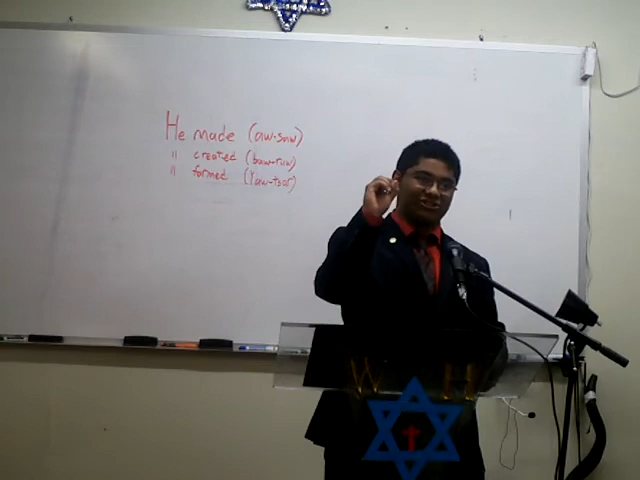 He made (aw-saw)
" created (baw-raw)
" formed (Yaw-tsar)
W H